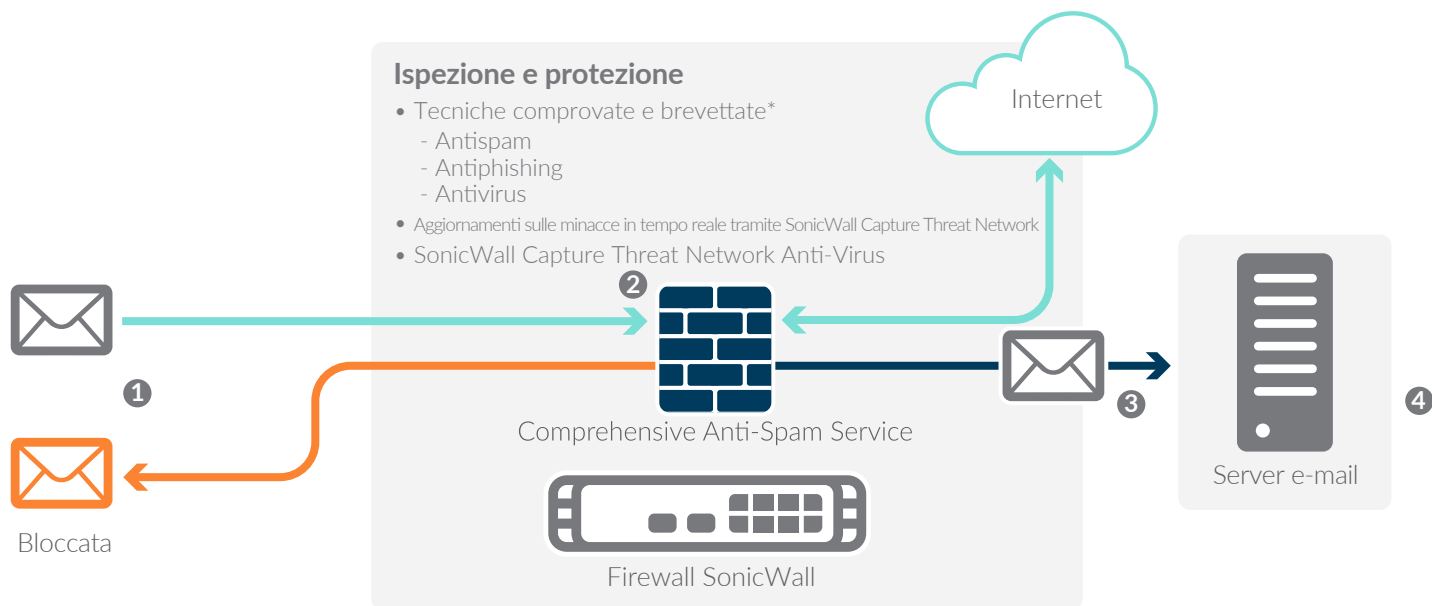 Ispezione e protezione
• Tecniche comprovate e brevettate*
- Antispam
- Antiphishing
- Antivirus
• Aggiornamenti sulle minacce in tempo reale tramite SonicWall Capture Threat Network
• SonicWall Capture Threat Network Anti-Virus
Internet
2
1
3
4
Comprehensive Anti-Spam Service
Server e-mail
Bloccata
Firewall SonicWall